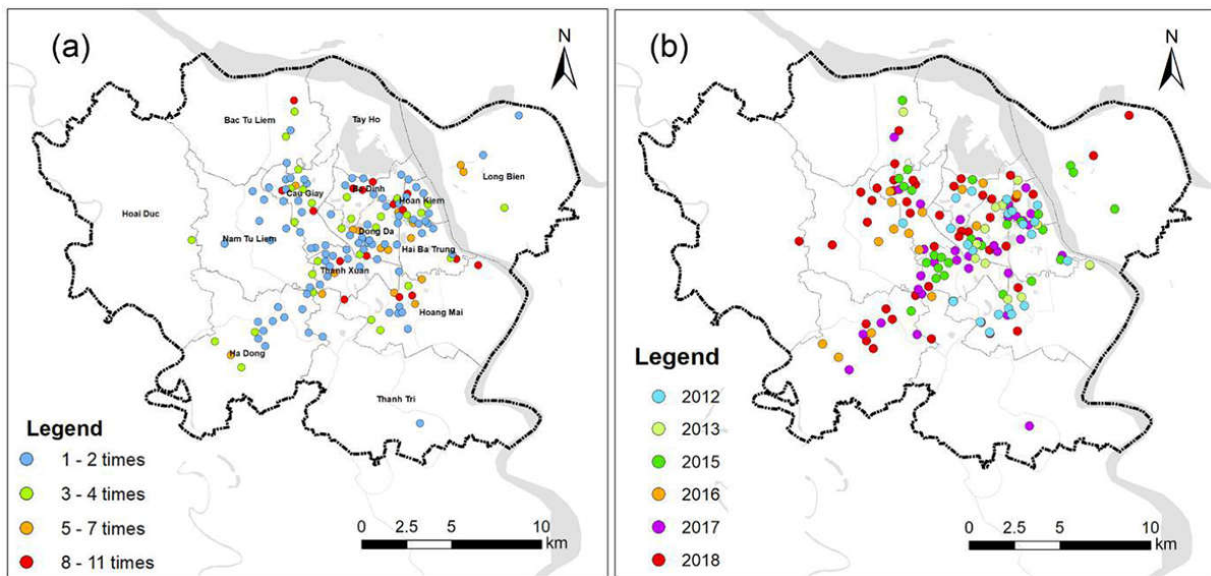 (a)
N
Bac Tu Liem
Tay Ho
Long Bien
Cau Giay
Ba Dinh
Hoan Kiem
Hoai Duc
Nam Tu Liem
Dong Da
Hai Ba Trung
Thanh Xuan
Hoang Mai
Ha Dong
Thanh Tri
Legend
1 - 2 times
3 - 4 times
5 - 7 times
8 - 11 times
0 2.5 5 10
km
(b)
N
Legend
2012
2013
2015
2016
2017
2018
0 2.5 5 10
km